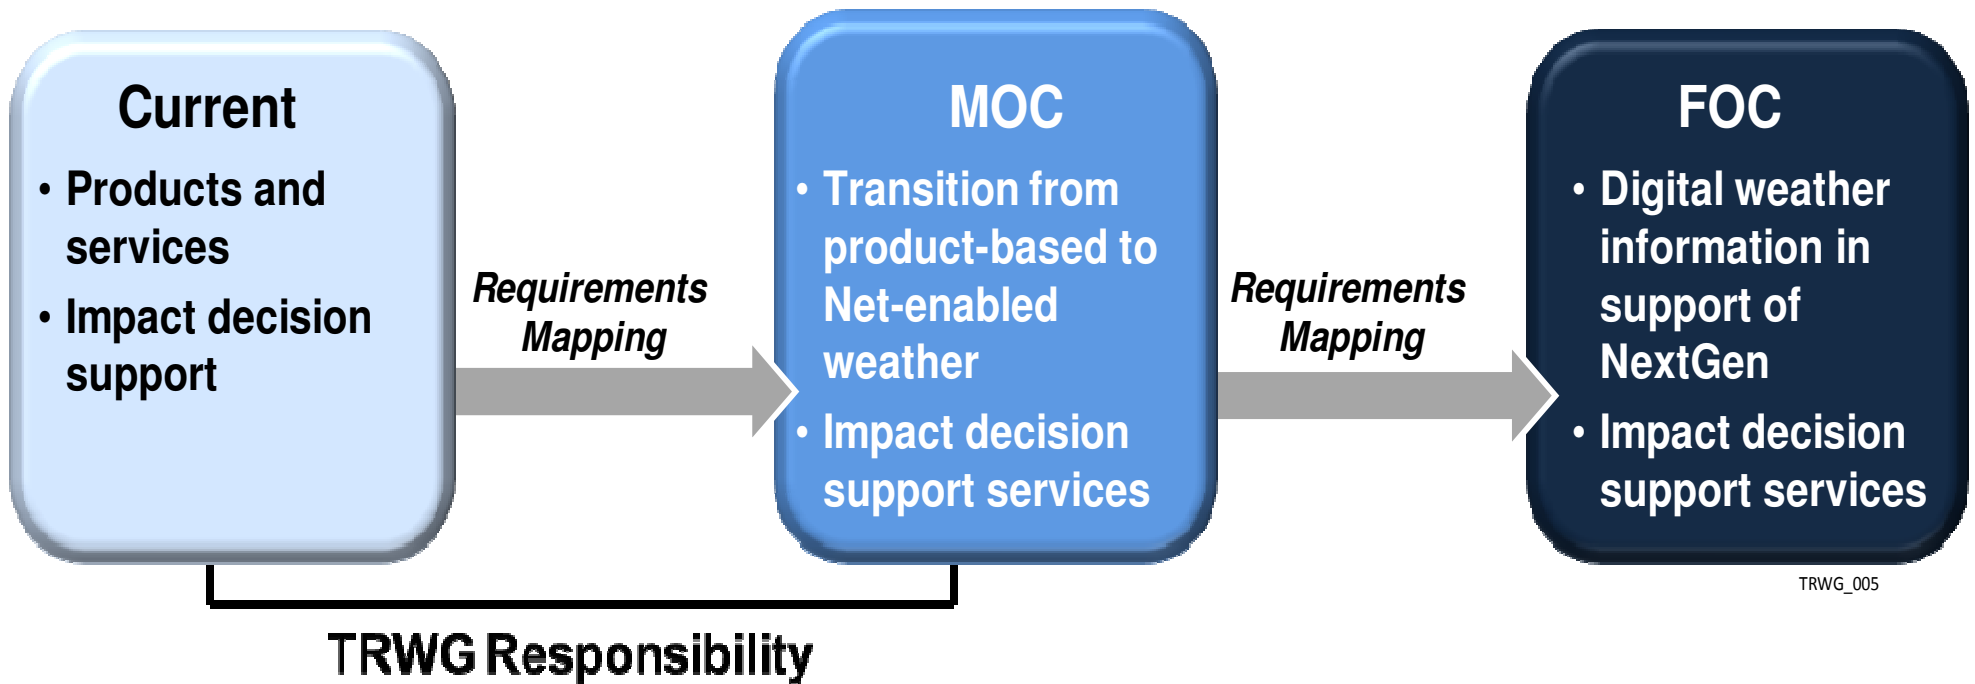 Current
• Products and
services
• Impact decision
support
Requirements
Mapping
MOC
• Transition from
product-based to
Net-enabled
weather
• Impact decision
support services
Requirements
Mapping
FOC
• Digital weather
information in
support of
NextGen
• Impact decision
support services
TRWG_005
TRWG Responsibility